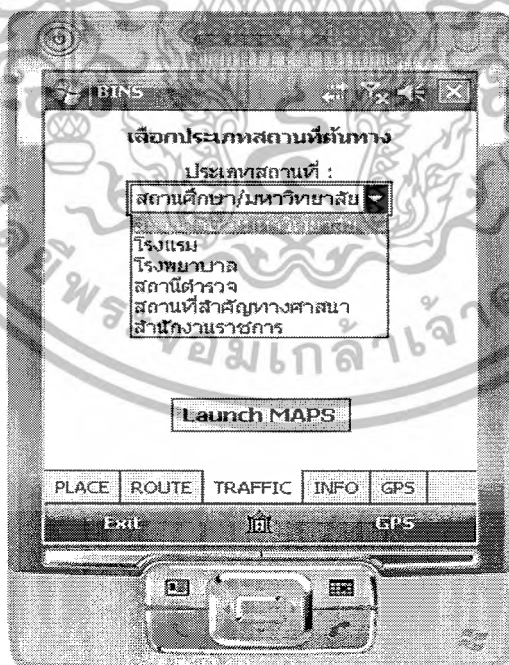 BINS
เลือกประเภทสถานที่ต้นทาง
ประเภทสถานที่ :
สถานศึกษา/มหาวิทยาลัย
โรงแรม
โรงพยาบาล
สถานีตำรวจ
สถานที่สำคัญทางศาสนา
สำนักงานราชการ
Launch MAPS
PLACE ROUTE TRAFFIC INFO GPS
Exit GPS